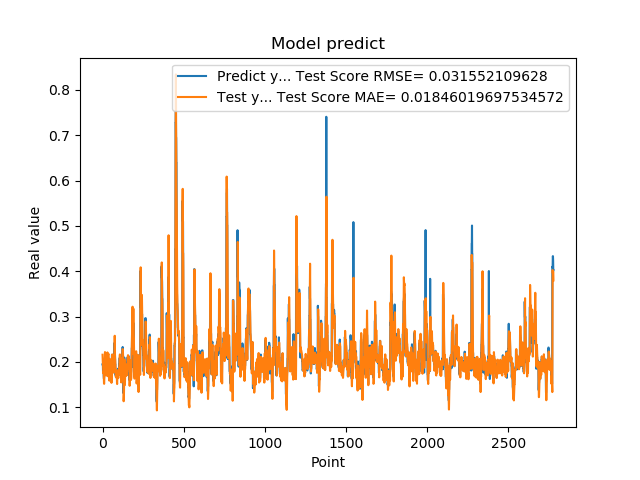 Model predict
Predict y... Test Score RMSE= 0.031552109628
Test y... Test Score MAE= 0.01846019697534572
Real value
0.8
0.7
0.6
0.5
0.4
0.3
0.2
0.1
0 500 1000 1500 2000 2500
Point